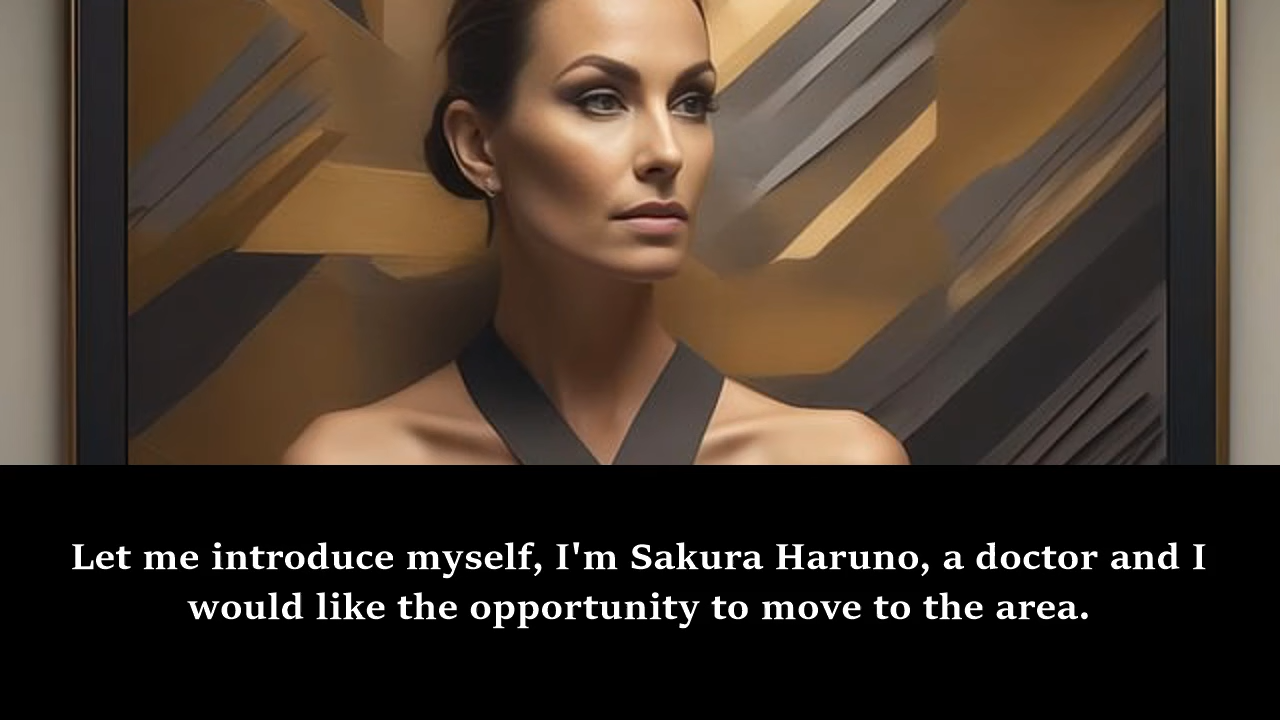 Let me introduce myself, I'm Sakura Haruno, a doctor and I
would like the opportunity to move to the area.